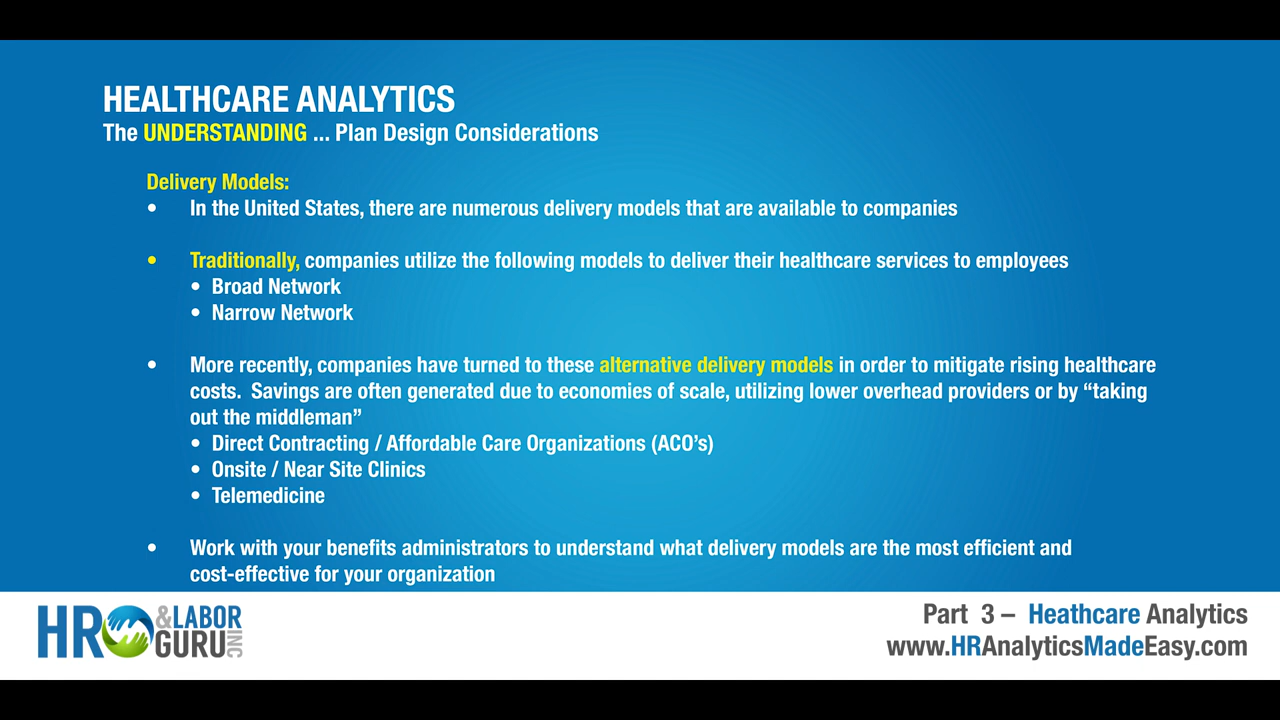 HEALTHCARE ANALYTICS
The UNDERSTANDING ... Plan Design Considerations
Delivery Models:
• In the United States, there are numerous delivery models that are available to companies
• Traditionally, companies utilize the following models to deliver their healthcare services to employees
• Broad Network
• Narrow Network
• More recently, companies have turned to these alternative delivery models in order to mitigate rising healthcare
costs. Savings are often generated due to economies of scale, utilizing lower overhead providers or by “taking
out the middleman”
• Direct Contracting / Affordable Care Organizations (ACO’s)
• Onsite / Near Site Clinics
• Telemedicine
• Work with your benefits administrators to understand what delivery models are the most efficient and
cost-effective for your organization
HR &LABOR GURU INC
Part 3 – Heathcare Analytics
www.HRAnalyticsMadeEasy.com